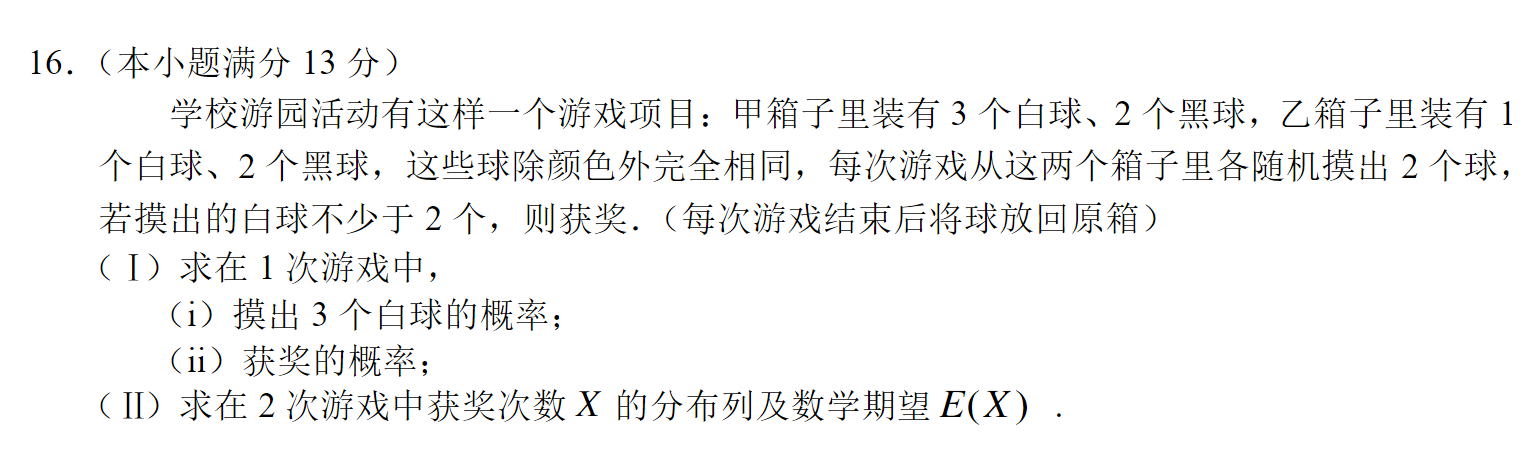 16.（本小题满分 13 分）
学校游园活动有这样一个游戏项目：甲箱子里装有 3 个白球、2 个黑球，乙箱子里装有 1
个白球、2 个黑球，这些球除颜色外完全相同，每次游戏从这两个箱子里各随机摸出 2 个球，
若摸出的白球不少于 2 个，则获奖.（每次游戏结束后将球放回原箱）
（Ⅰ）求在 1 次游戏中，
（i）摸出 3 个白球的概率；
（ii）获奖的概率；
（Ⅱ）求在 2 次游戏中获奖次数 X 的分布列及数学期望 E(X) .